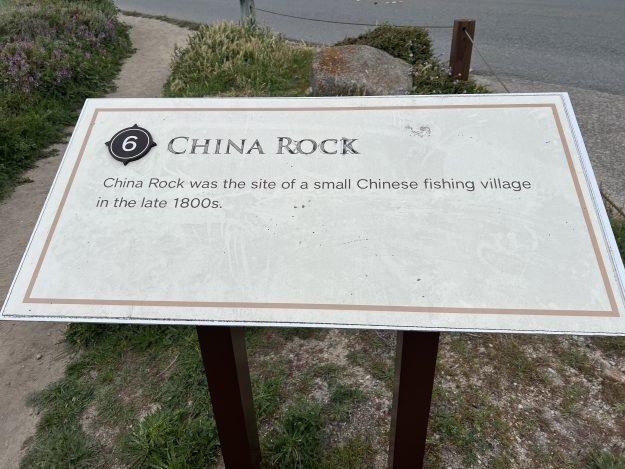 6 CHINA ROCK
China Rock was the site of a small Chinese fishing village
in the late 1800s.